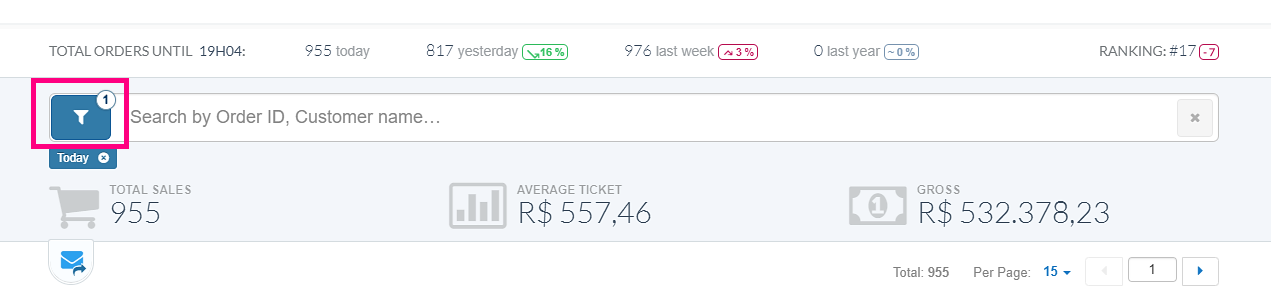 TOTAL ORDERS UNTIL 19H04: 955 today 817 yesterday 16 % 976 last week 3 % 0 last year ~ 0 % RANKING: #17 - 7
1
Search by Order ID, Customer name…
Today
TOTAL SALES
955
AVERAGE TICKET
R$ 557,46
GROSS
R$ 532.378,23
Total: 955 Per Page: 15 1